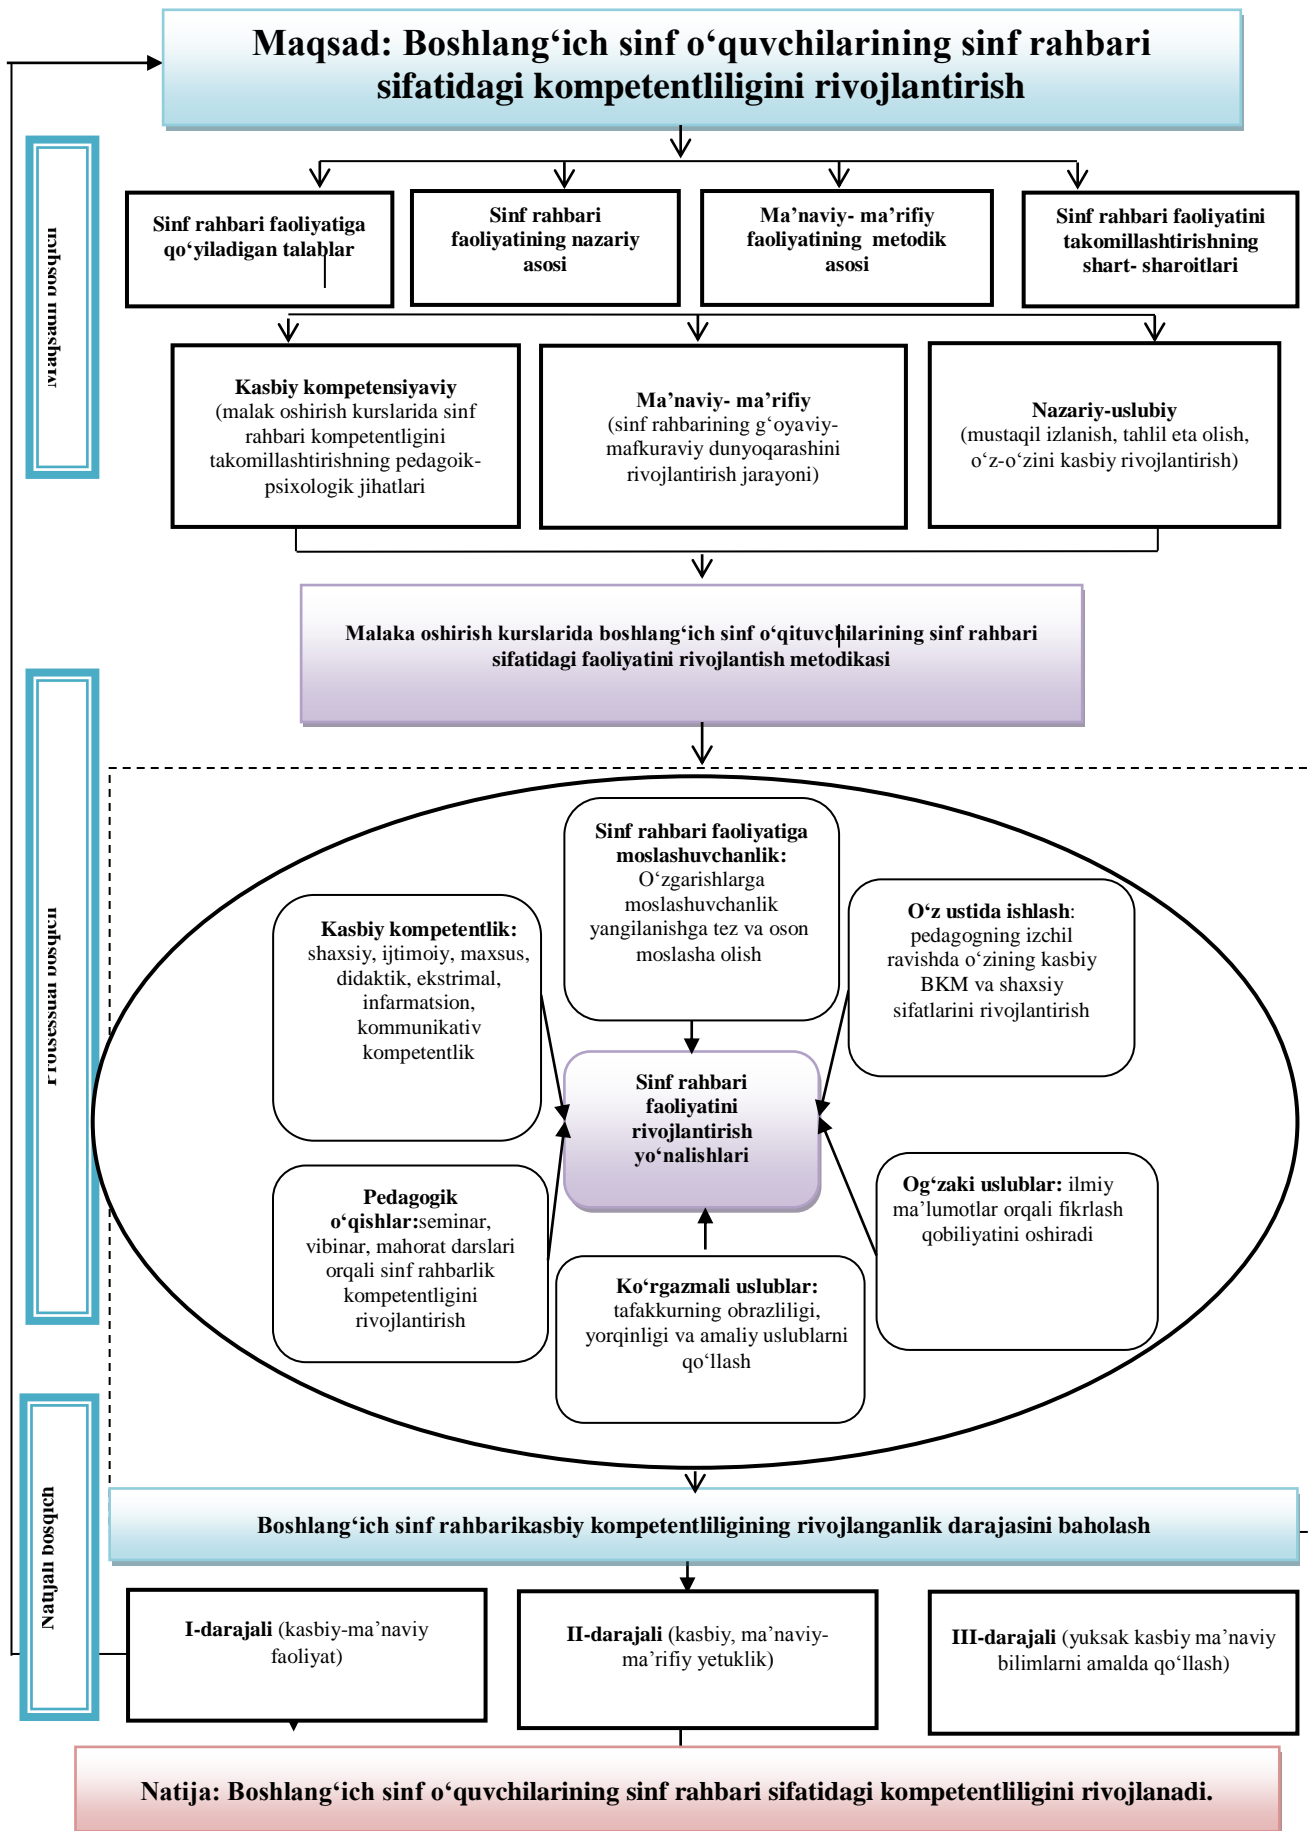 Maqsad: Boshlang‘ich sinf o‘quvchilarining sinf rahbari
sifatidagi kompetentliligini rivojlantirish
Maqsadli bosqich
Sinf rahbari faoliyatiga
qo‘yiladigan talablar
Sinf rahbari
faoliyatining nazariy
asosi
Ma’naviy- ma’rifiy
faoliyatining metodik
asosi
Sinf rahbari faoliyatini
takomillashtirishning
shart- sharoitlari
Kasbiy kompetensiyaviy
(malak oshirish kurslarida sinf
rahbari kompetentligini
takomillashtirishning pedagoik-
psixologik jihatlari
Ma’naviy- ma’rifiy
(sinf rahbarining g‘oyaviy-
mafkuraviy dunyoqarashini
rivojlantirish jarayoni)
Nazariy-uslubiy
(mustaqil izlanish, tahlil eta olish,
o‘z-o‘zini kasbiy rivojlantirish)
Malaka oshirish kurslarida boshlang‘ich sinf o‘qituvchilarining sinf rahbari
sifatidagi faoliyatini rivojlantish metodikasi
Protsessual bosqich
Sinf rahbari faoliyatiga
moslashuvchanlik:
O‘zgarishlarga
moslashuvchanlik
yangilanishga tez va oson
moslasha olish
Kasbiy kompetentlik:
shaxsiy, ijtimoiy, maxsus,
didaktik, ekstrimal,
infarmatsion,
kommunikativ
kompetentlik
O‘z ustida ishlash:
pedagogning izchil
ravishda o‘zining kasbiy
BKM va shaxsiy
sifatlarini rivojlantirish
Sinf rahbari
faoliyatini
rivojlantirish
yo‘nalishlari
Pedagogik
o‘qishlar:seminar,
vibinar, mahorat darslari
orqali sinf rahbarlik
kompetentligini
rivojlantirish
Og‘zaki uslublar: ilmiy
ma’lumotlar orqali fikrlash
qobiliyatini oshiradi
Ko‘rgazmali uslublar:
tafakkurning obrazliligi,
yorqinligi va amaliy uslublarni
qo‘llash
Natijali bosqich
Boshlang‘ich sinf rahbarikasbiy kompetentliligining rivojlanganlik darajasini baholash
I-darajali (kasbiy-ma’naviy
faoliyat)
II-darajali (kasbiy, ma’naviy-
ma’rifiy yetuklik)
III-darajali (yuksak kasbiy ma’naviy
bilimlarni amalda qo‘llash)
Natija: Boshlang‘ich sinf o‘quvchilarining sinf rahbari sifatidagi kompetentliligini rivojlanadi.